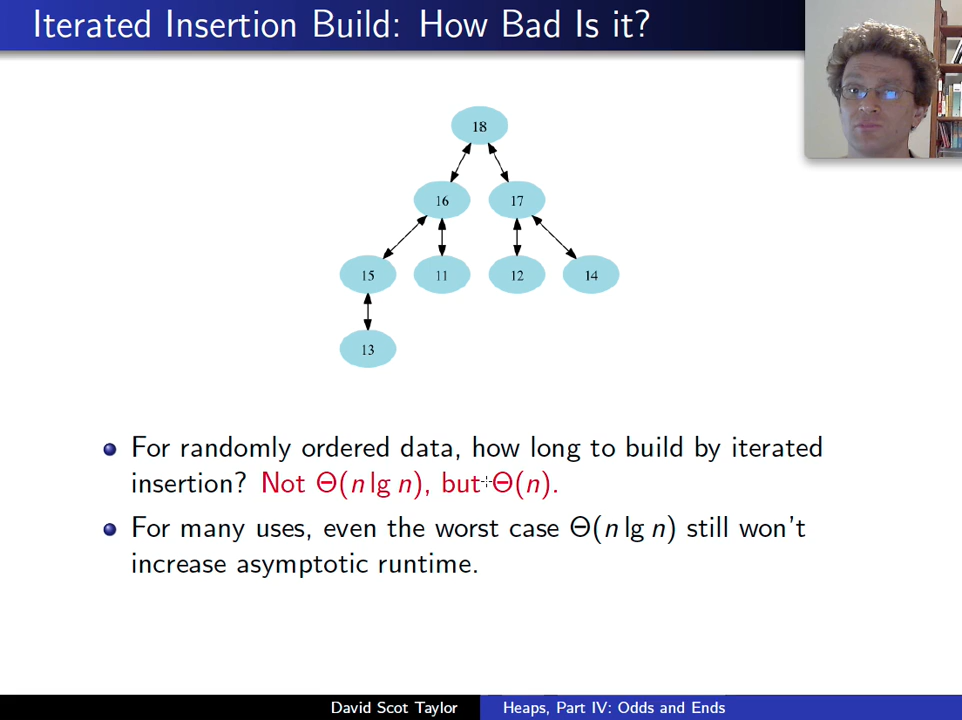 Iterated Insertion Build: How Bad Is it?
18
16 17
15 11 12 14
13
For randomly ordered data, how long to build by iterated
insertion? Not Θ(n lg n), but Θ(n).
For many uses, even the worst case Θ(n lg n) still won't
increase asymptotic runtime.
David Scot Taylor Heaps, Part IV: Odds and Ends